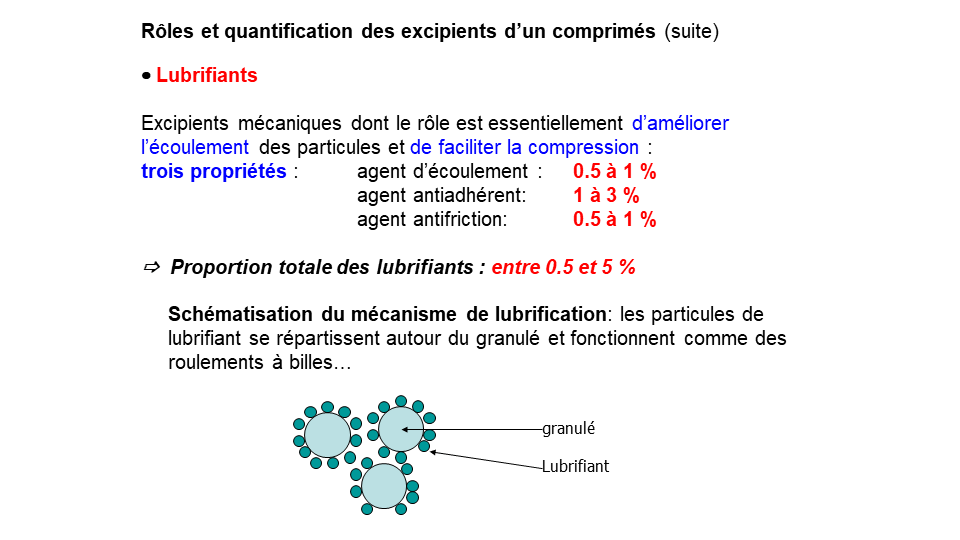 Rôles et quantification des excipients d’un comprimés (suite)
• Lubrifiants
Excipients mécaniques dont le rôle est essentiellement d’améliorer
l’écoulement des particules et de faciliter la compression :
trois propriétés : agent d’écoulement : 0.5 à 1 %
agent antiadhérent: 1 à 3 %
agent antifriction: 0.5 à 1 %
⇨ Proportion totale des lubrifiants : entre 0.5 et 5 %
Schématisation du mécanisme de lubrification: les particules de
lubrifiant se répartissent autour du granulé et fonctionnent comme des
roulements à billes…
granulé
Lubrifiant